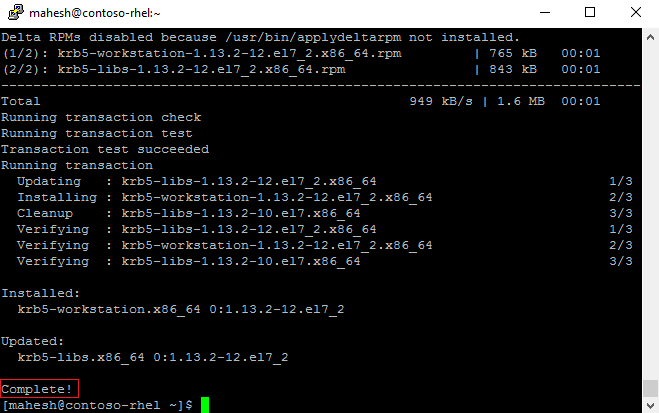 mahesh@contoso-rhel:~
Delta RPMs disabled because /usr/bin/applydeltarpm not installed.
(1/2): krb5-workstation-1.13.2-12.el7_2.x86_64.rpm | 765 kB 00:01
(2/2): krb5-libs-1.13.2-12.el7_2.x86_64.rpm | 843 kB 00:01
--------------------------------------------------------------------------------
Total 949 kB/s | 1.6 MB 00:01
Running transaction check
Running transaction test
Transaction test succeeded
Running transaction
Updating : krb5-libs-1.13.2-12.el7_2.x86_64 1/3
Installing : krb5-workstation-1.13.2-12.el7_2.x86_64 2/3
Cleanup : krb5-libs-1.13.2-10.el7.x86_64 3/3
Verifying : krb5-libs-1.13.2-12.el7_2.x86_64 1/3
Verifying : krb5-workstation-1.13.2-12.el7_2.x86_64 2/3
Verifying : krb5-libs-1.13.2-10.el7.x86_64 3/3
Installed:
krb5-workstation.x86_64 0:1.13.2-12.el7_2
Updated:
krb5-libs.x86_64 0:1.13.2-12.el7_2
Complete!
[mahesh@contoso-rhel ~]$